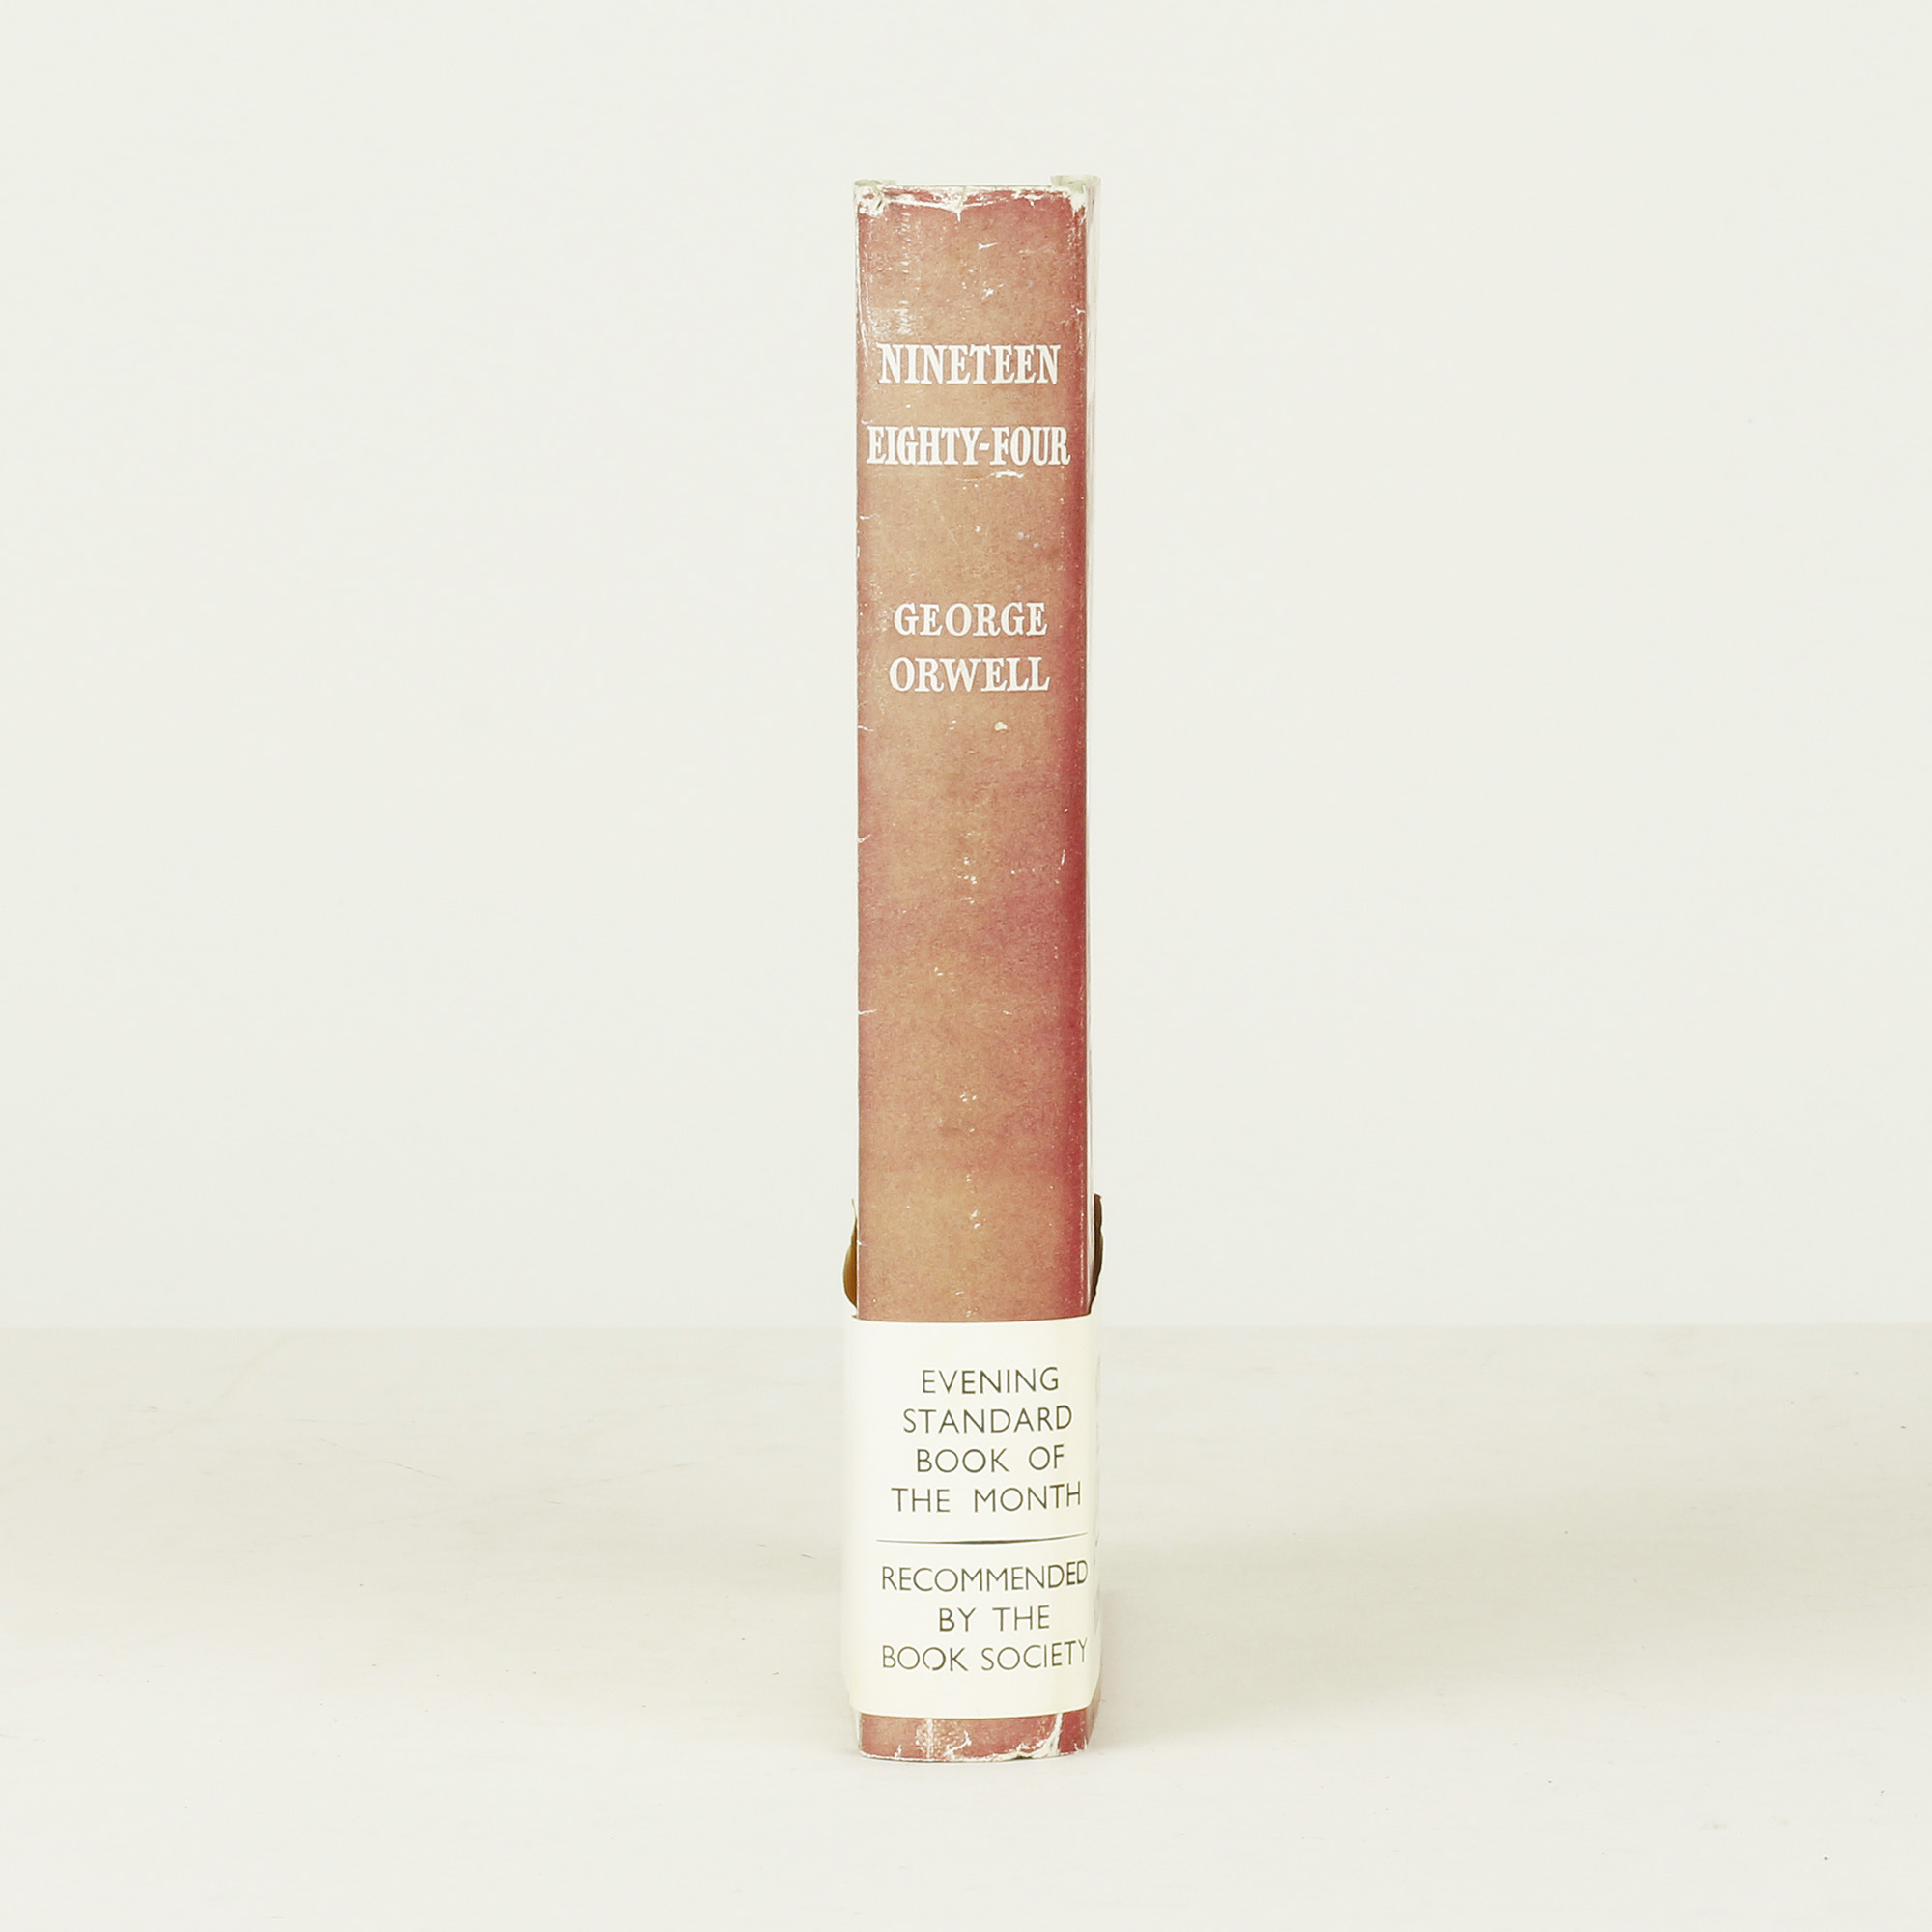 NINETEEN
EIGHTY-FOUR
GEORGE
ORWELL
EVENING
STANDARD
BOOK OF
THE MONTH
RECOMMENDED
BY THE
BOOK SOCIETY